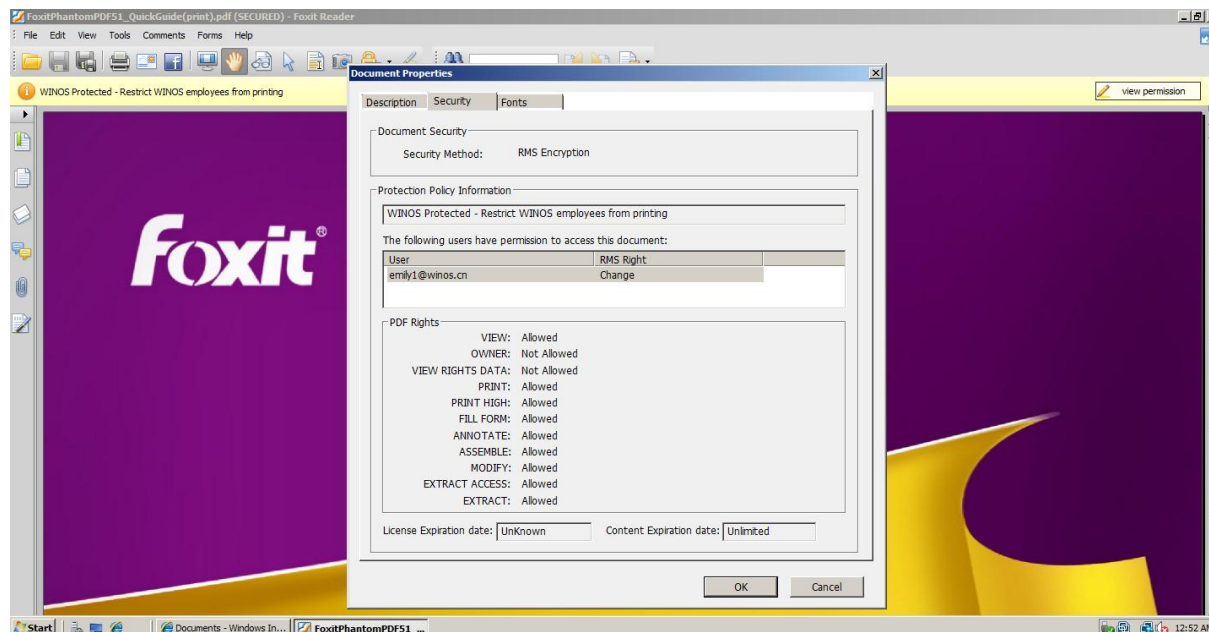 FoxitPhantomPDF51_QuickGuide(print).pdf (SECURED) - Foxit Reader
File Edit View Tools Comments Forms Help
WINOS Protected - Restrict WINOS employees from printing
view permission
foxit®
Document Properties
Description Security Fonts
Document Security
Security Method: RMS Encryption
Protection Policy Information
WINOS Protected - Restrict WINOS employees from printing
The following users have permission to access this document:
User RMS Right
emily1@winos.cn Change
PDF Rights
VIEW: Allowed
OWNER: Not Allowed
VIEW RIGHTS DATA: Not Allowed
PRINT: Allowed
PRINT HIGH: Allowed
FILL FORM: Allowed
ANNOTATE: Allowed
ASSEMBLE: Allowed
MODIFY: Allowed
EXTRACT ACCESS: Allowed
EXTRACT: Allowed
License Expiration date: UnKnown Content Expiration date: Unlimited
OK Cancel
Start Documents - Windows In... FoxitPhantomPDF51_... 12:52 AM